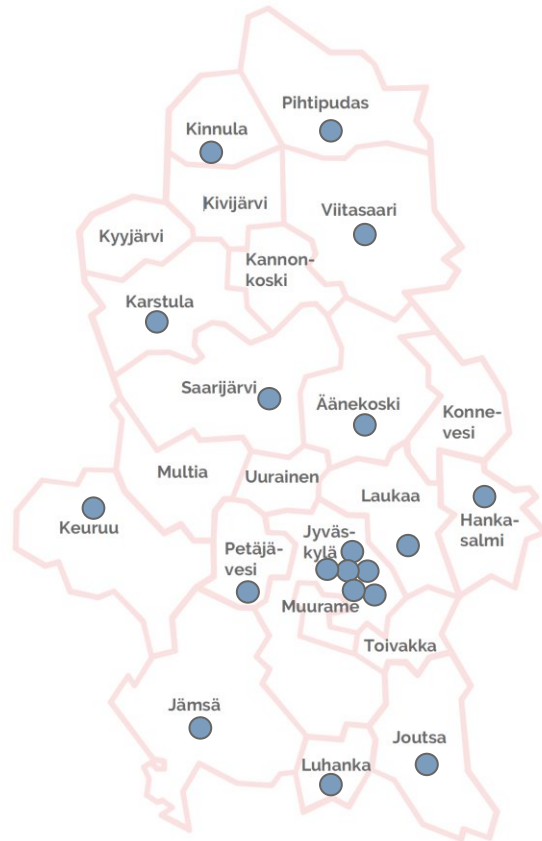 Pihtipudas
Kinnula
Kivijärvi
Viitasaari
Kyyjärvi
Kannon-
koski
Karstula
Saarijärvi
Äänekoski
Konne-
vesi
Multia
Uurainen
Laukaa
Keuruu
Hanka-
salmi
Petäjä-
vesi
Jyväs-
kylä
Muurame
Toivakka
Jämsä
Joutsa
Luhanka